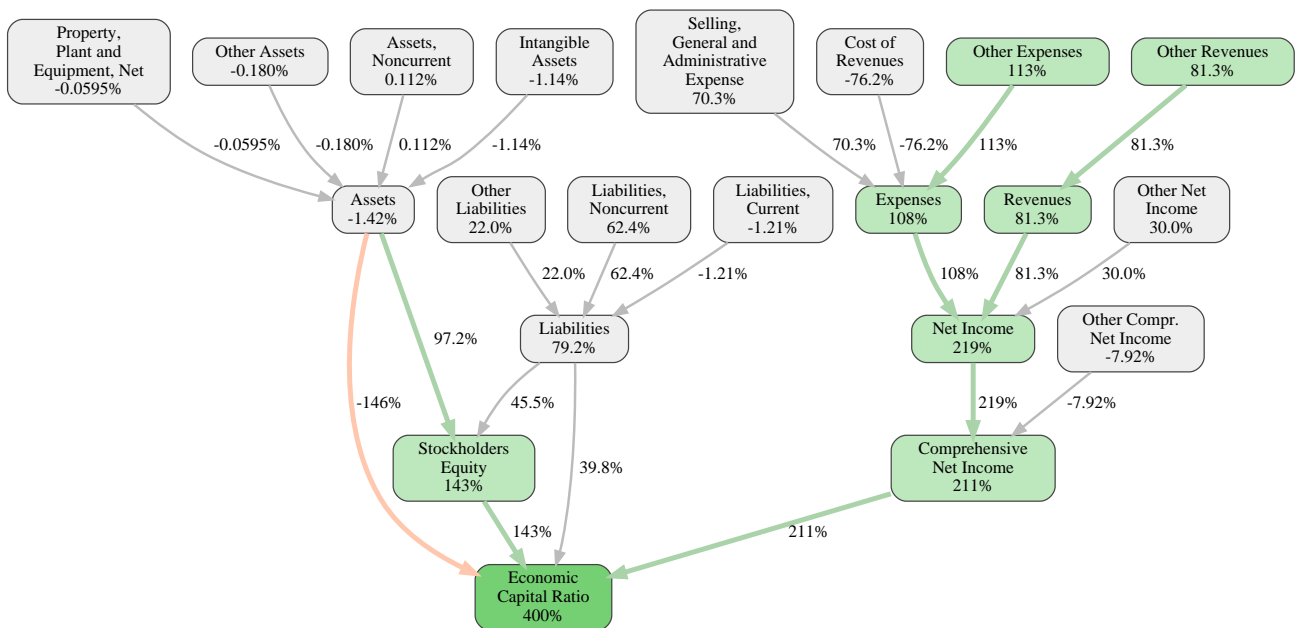 Property,
Plant and
Equipment, Net
-0.0595%
Other Assets
-0.180%
Assets,
Noncurrent
0.112%
Intangible
Assets
-1.14%
Selling,
General and
Administrative
Expense
70.3%
Cost of
Revenues
-76.2%
Other Expenses
113%
Other Revenues
81.3%
-0.0595%
-0.180%
0.112%
-1.14%
70.3%
-76.2%
113%
81.3%
Assets
-1.42%
Other
Liabilities
22.0%
Liabilities,
Noncurrent
62.4%
Liabilities,
Current
-1.21%
Expenses
108%
Revenues
81.3%
Other Net
Income
30.0%
22.0%
62.4%
-1.21%
108%
81.3%
30.0%
97.2%
Liabilities
79.2%
Net Income
219%
Other Compr.
Net Income
-7.92%
-146%
45.5%
219%
-7.92%
Stockholders
Equity
143%
39.8%
Comprehensive
Net Income
211%
143%
211%
Economic
Capital Ratio
400%